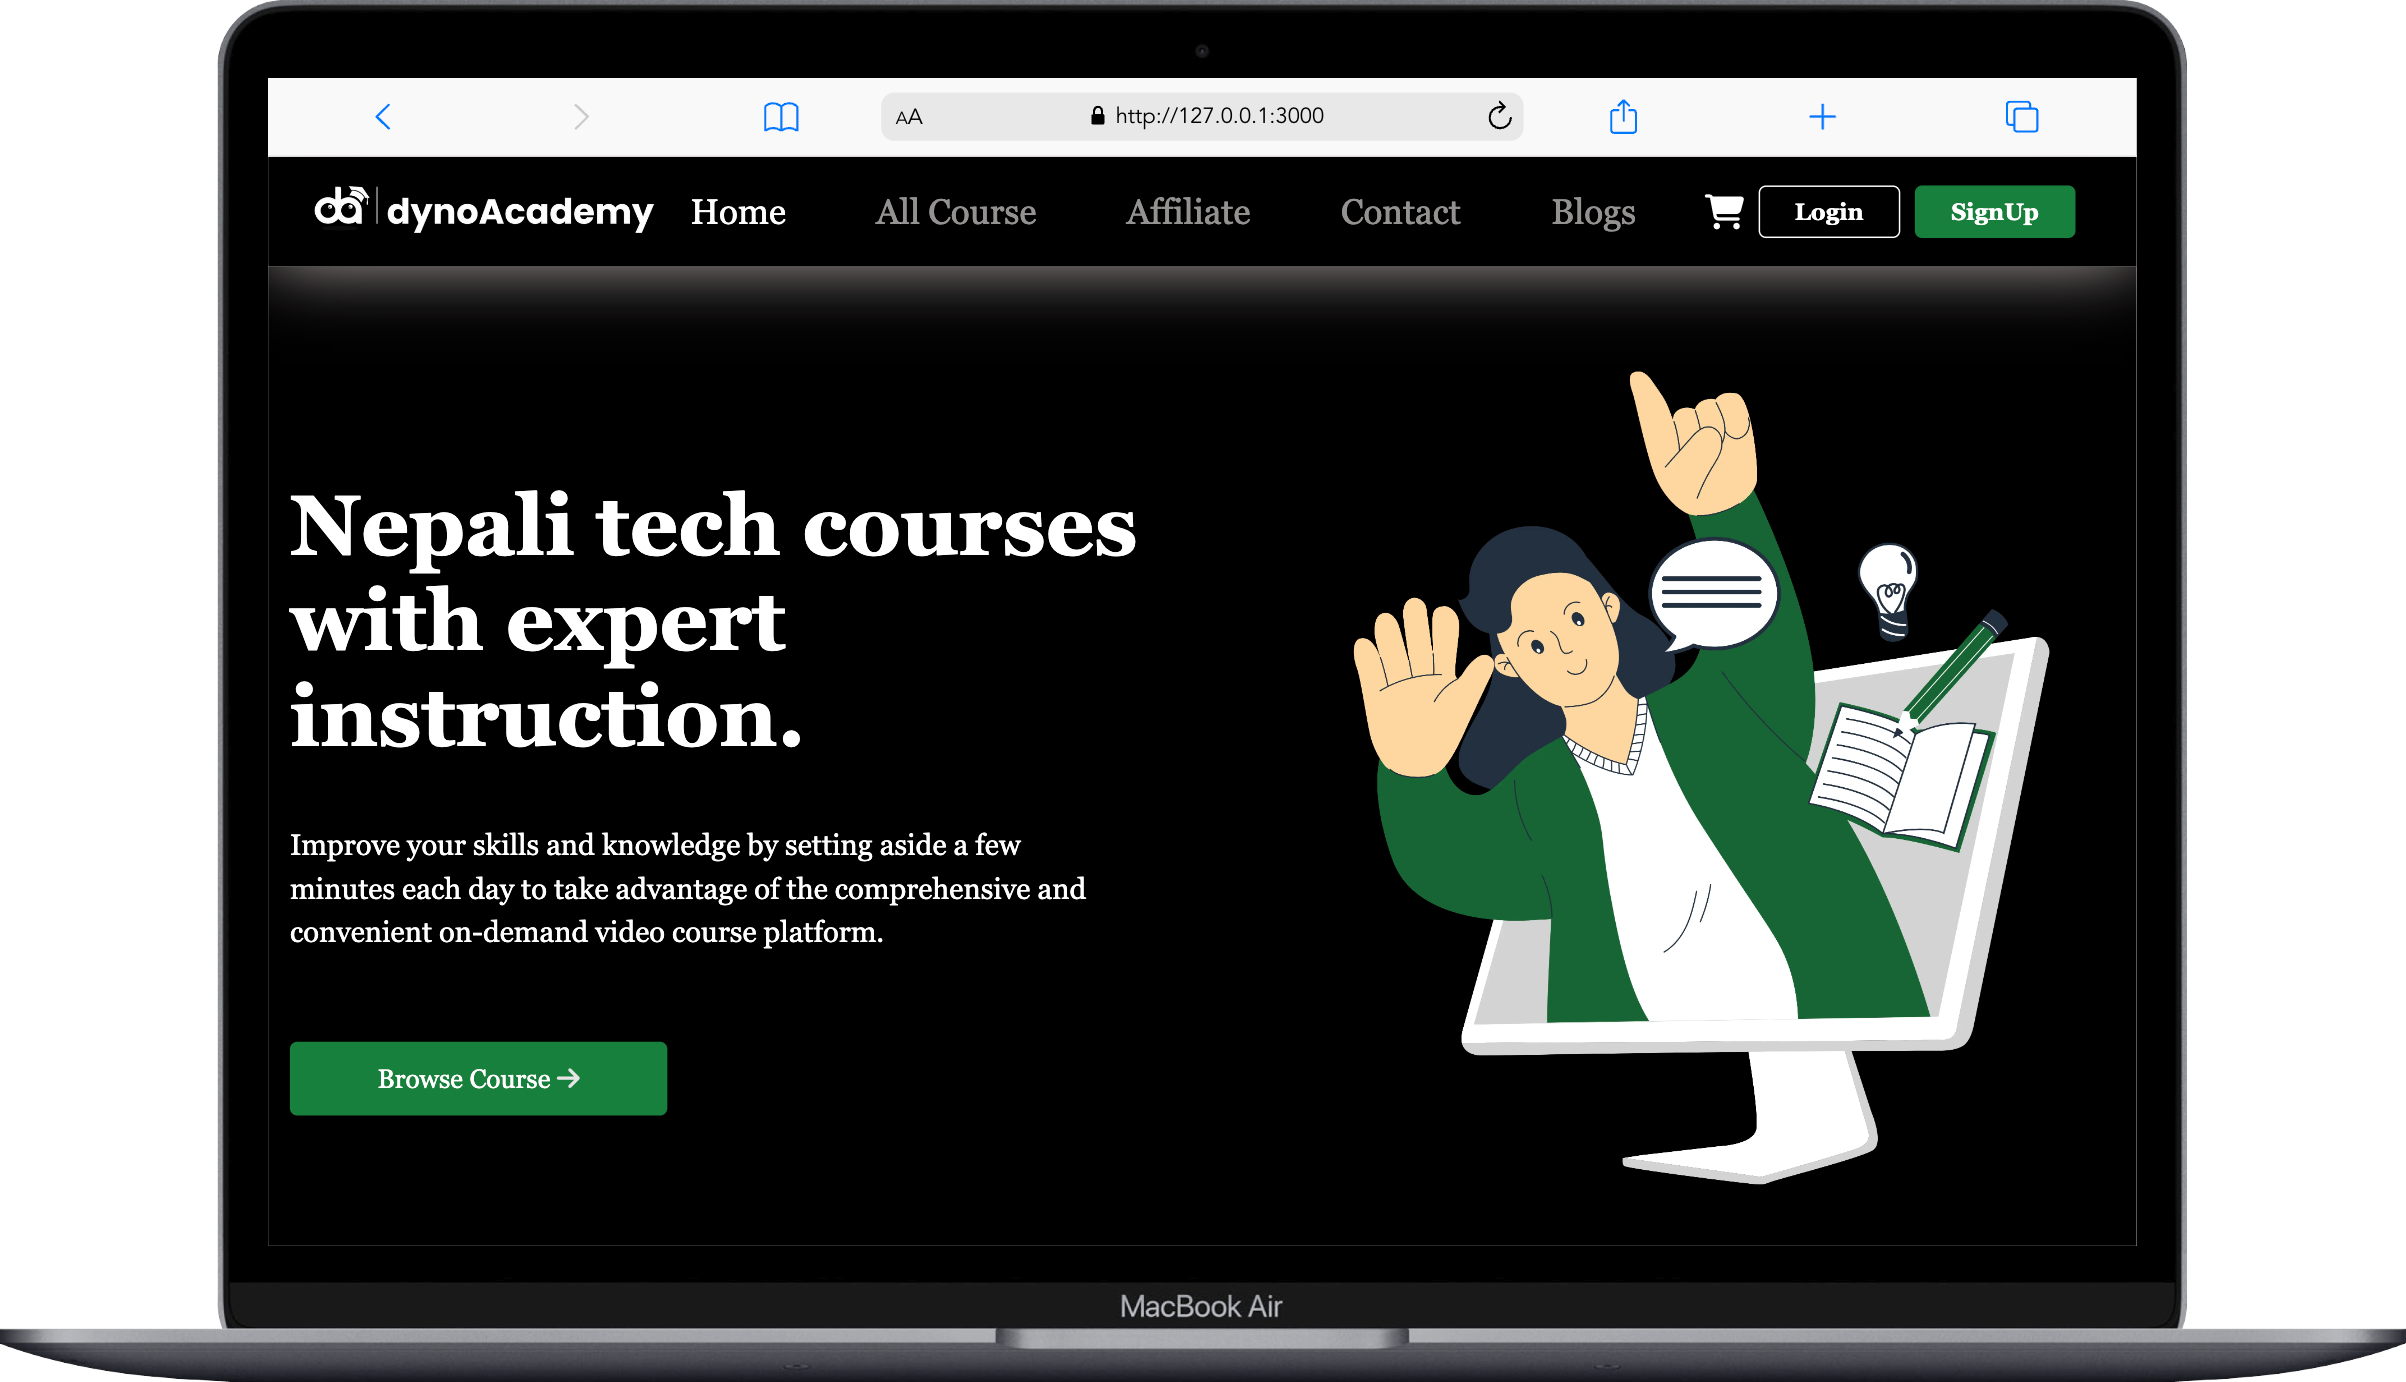 AA http://127.0.0.1:3000
da dynoAcademy Home All Course Affiliate Contact Blogs Login SignUp
Nepali tech courses
with expert
instruction.
Improve your skills and knowledge by setting aside a few
minutes each day to take advantage of the comprehensive and
convenient on-demand video course platform.
Browse Course →
MacBook Air